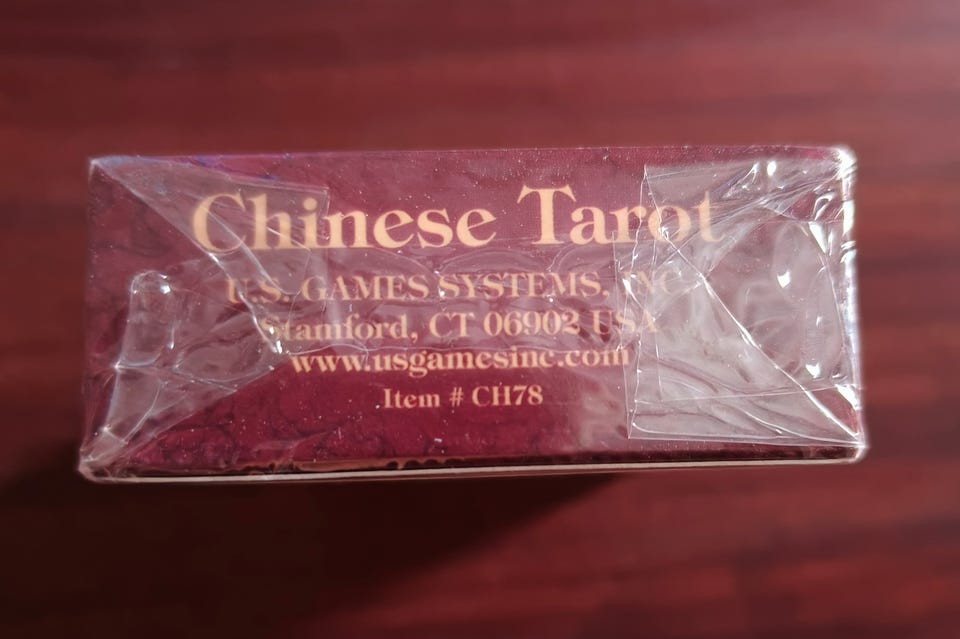 Chinese Tarot
U.S. GAMES SYSTEMS, INC.
Stamford, CT 06902 USA
www.usgamesinc.com
Item # CH78